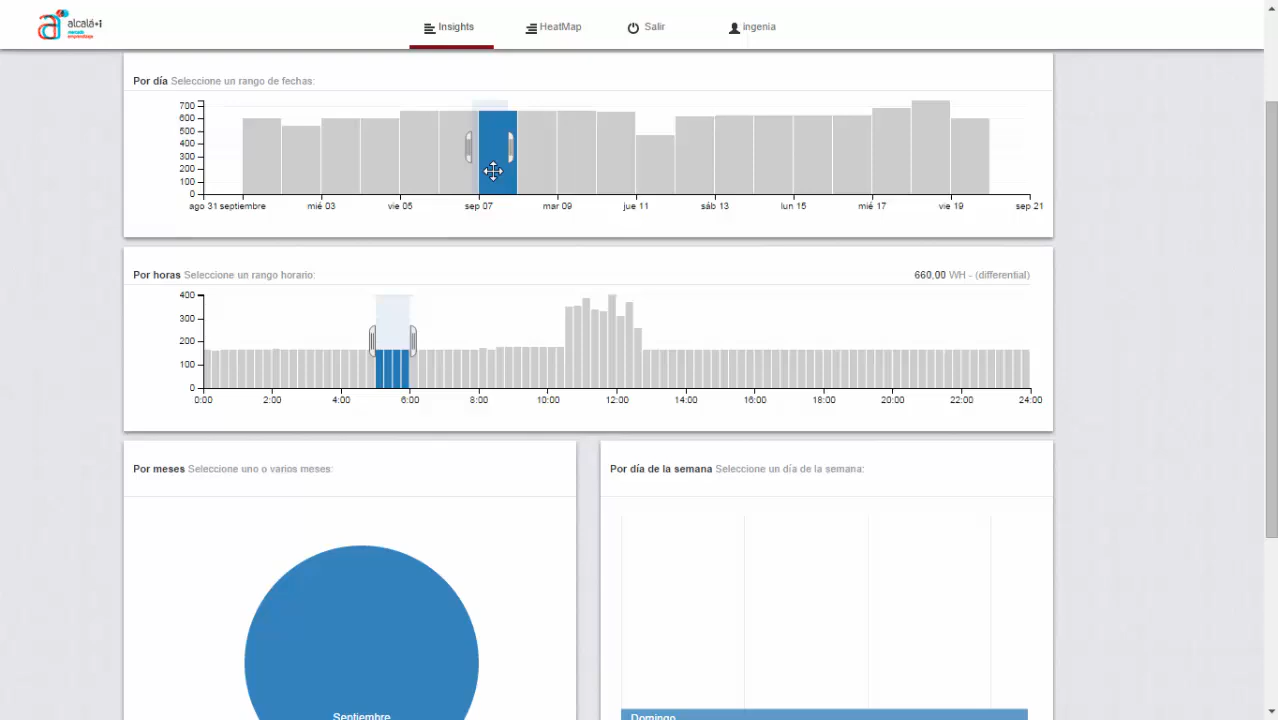 alcalá+i
Insights
HeatMap
Salir
ingenia
Por día Seleccione un rango de fechas:
700
600
500
400
300
200
100
0
ago 31 septiembre mié 03 vie 05 sep 07 mar 09 jue 11 sáb 13 lun 15 mié 17 vie 19 sep 21
Por horas Seleccione un rango horario:
660,00 WH - (differential)
400
300
200
100
0
0:00 2:00 4:00 6:00 8:00 10:00 12:00 14:00 16:00 18:00 20:00 22:00 24:00
Por meses Seleccione uno o varios meses:
Septiembre
Por día de la semana Seleccione un día de la semana:
Domingo